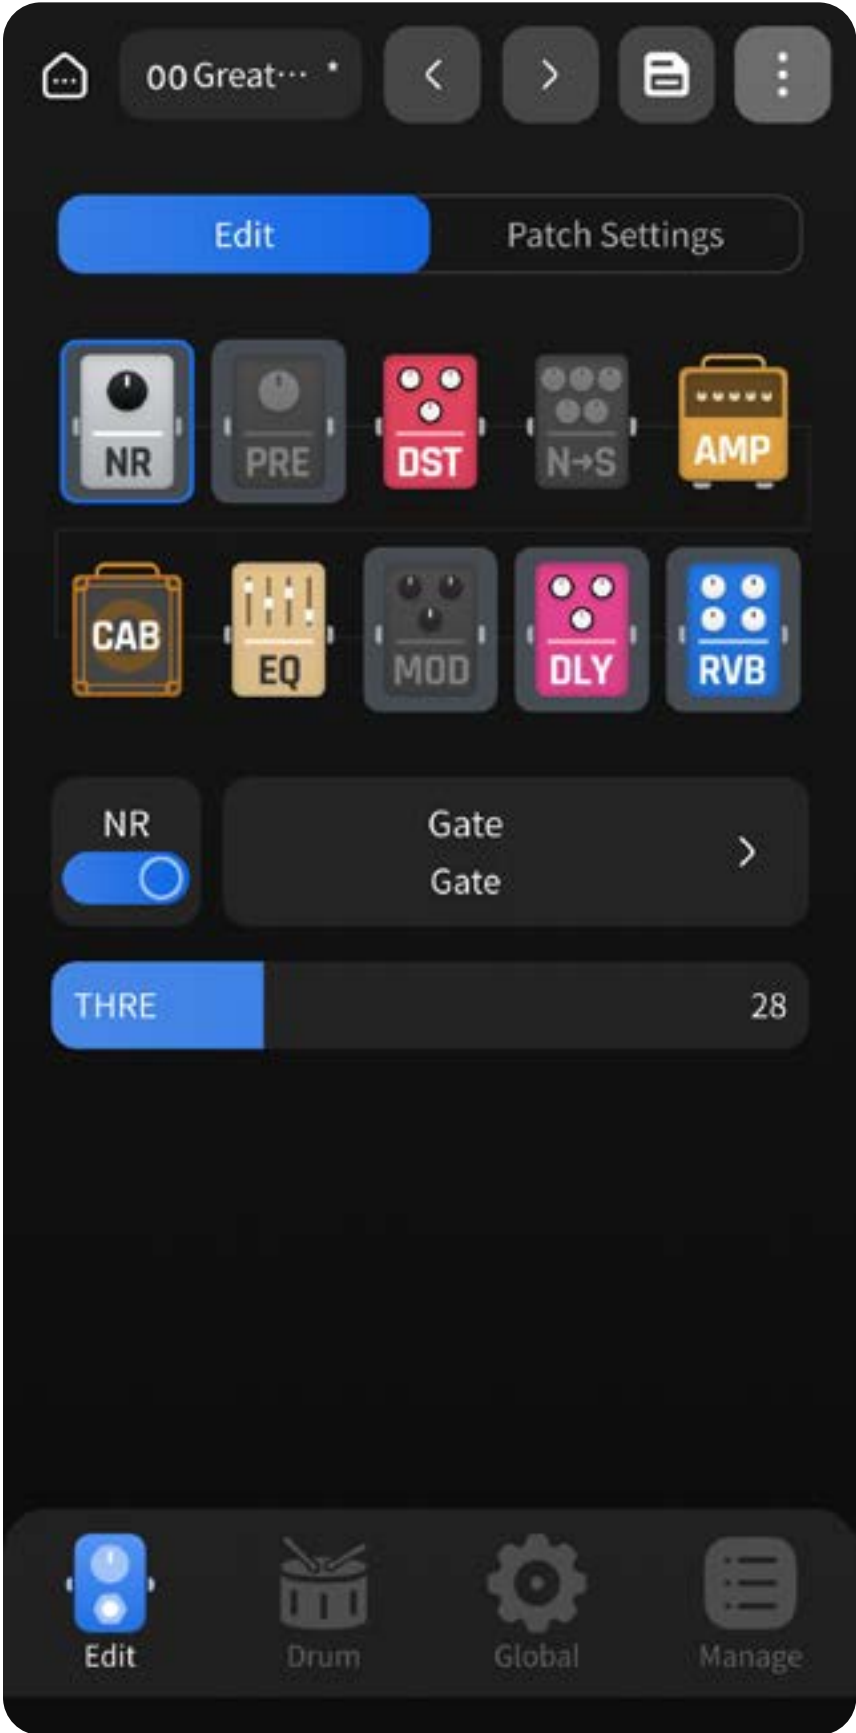 00 Great··· *
Edit Patch Settings
NR PRE DST N→S AMP
CAB EQ MOD DLY RVB
NR
Gate
Gate
THRE 28
Edit Drum Global Manage